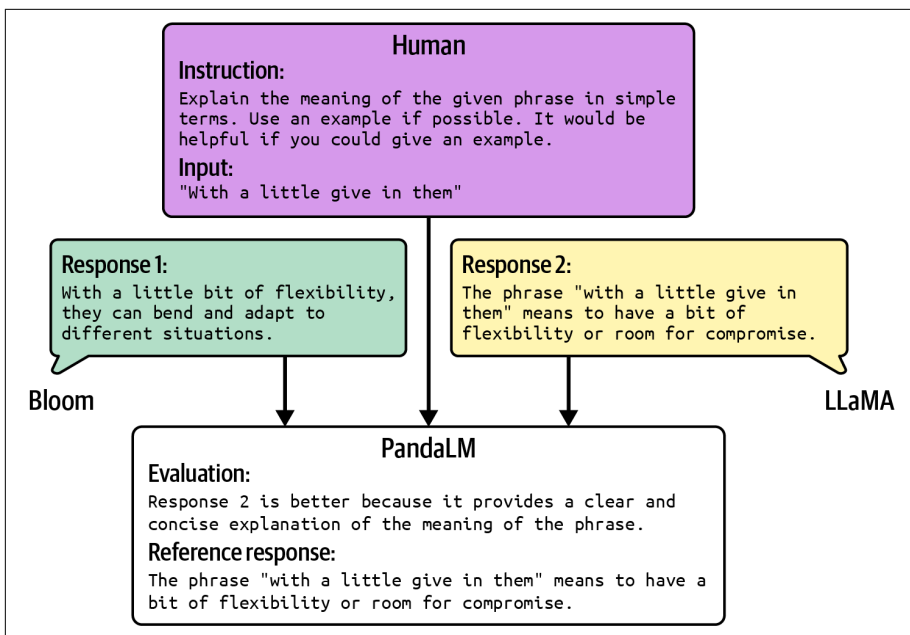 Human
Instruction:
Explain the meaning of the given phrase in simple
terms. Use an example if possible. It would be
helpful if you could give an example.
Input:
"With a little give in them"
Response 1:
With a little bit of flexibility,
they can bend and adapt to
different situations.
Bloom
Response 2:
The phrase "with a little give in
them" means to have a bit of
flexibility or room for compromise.
LLaMA
PandaLM
Evaluation:
Response 2 is better because it provides a clear and
concise explanation of the meaning of the phrase.
Reference response:
The phrase "with a little give in them" means to have a
bit of flexibility or room for compromise.